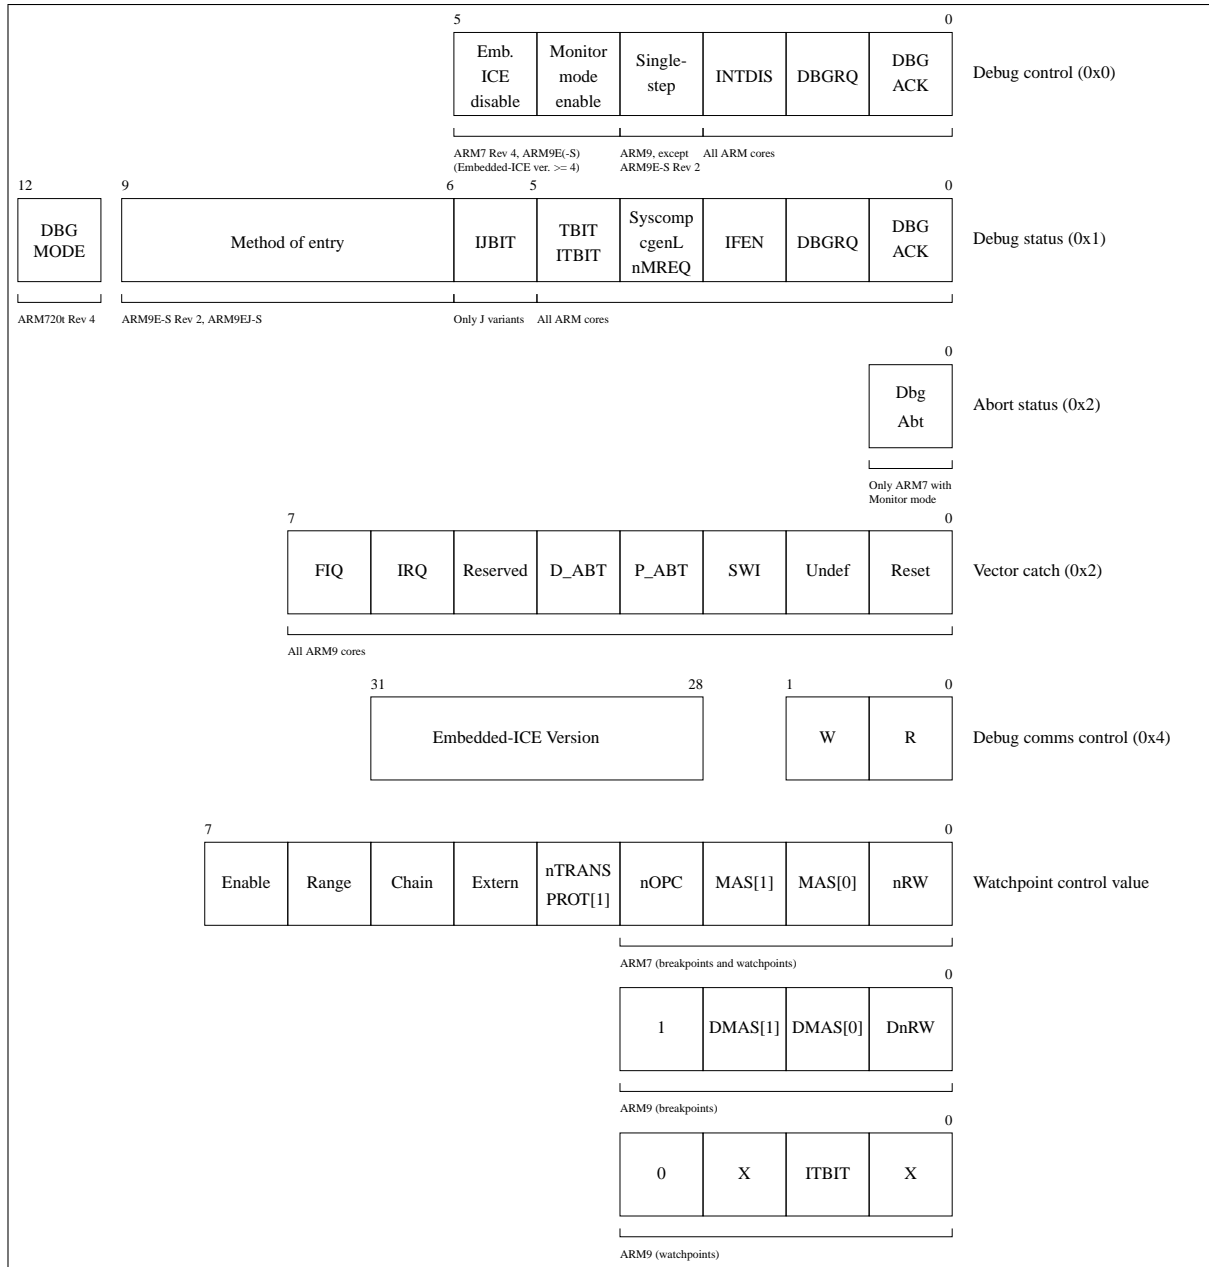 5 0
Emb. Monitor Single- DBG
ICE mode INTDIS DBGRQ Debug control (0x0)
disable enable step ACK
ARM7 Rev 4, ARM9E(-S) ARM9, except All ARM cores
(Embedded-ICE ver. >= 4) ARM9E-S Rev 2
12 9 6 5 0
DBG Syscomp DBG
MODE Method of entry IJBIT TBIT cgenL IFEN DBGRQ ACK Debug status (0x1)
ITBIT nMREQ
ARM720t Rev 4 ARM9E-S Rev 2, ARM9EJ-S Only J variants All ARM cores
0
Dbg
Abt Abort status (0x2)
Only ARM7 with
Monitor mode
7 0
FIQ IRQ Reserved D_ABT P_ABT SWI Undef Reset Vector catch (0x2)
All ARM9 cores
31 28 1 0
Embedded-ICE Version W R Debug comms control (0x4)
7 0
Enable Range Chain Extern nTRANS nOPC MAS[1] MAS[0] nRW Watchpoint control value
PROT[1]
ARM7 (breakpoints and watchpoints)
0
1 DMAS[1] DMAS[0] DnRW
ARM9 (breakpoints)
0
0 X ITBIT X
ARM9 (watchpoints)